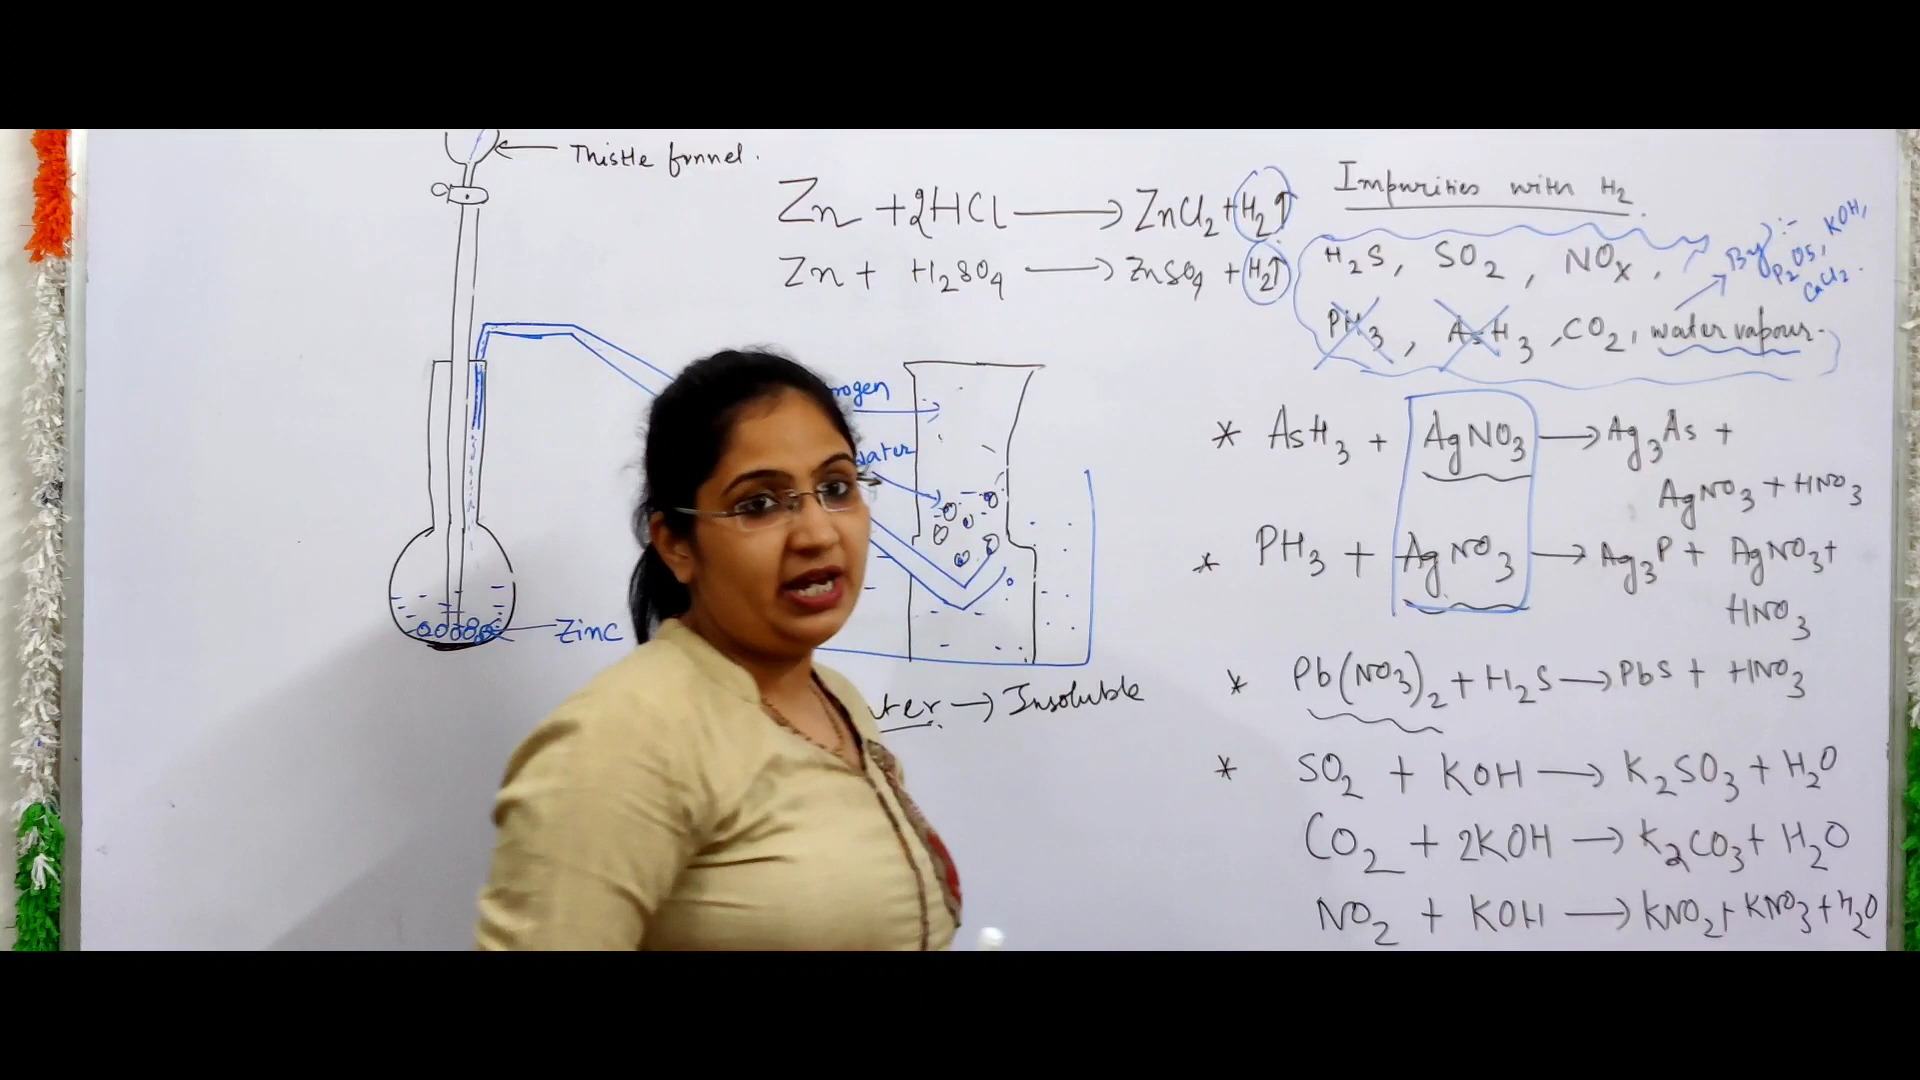 Thistle funnel.
Zn + 2HCl → ZnCl2 + H2↑
Zn + H2SO4 → ZnSO4 + H2↑
rogen
water
Zinc
ter. → Insoluble
Impurities with H2
H2S, SO2, NOx,
PH3, AsH3, CO2, water vapour.
By :- KOH,
P2O5,
CaCl2.
* AsH3 + AgNO3 → Ag3As +
AgNO3 + HNO3
* PH3 + AgNO3 → Ag3P + AgNO3 +
HNO3
* Pb(NO3)2 + H2S → PbS + HNO3
* SO2 + KOH → K2SO3 + H2O
CO2 + 2KOH → K2CO3 + H2O
NO2 + KOH → KNO2 + KNO3 + H2O